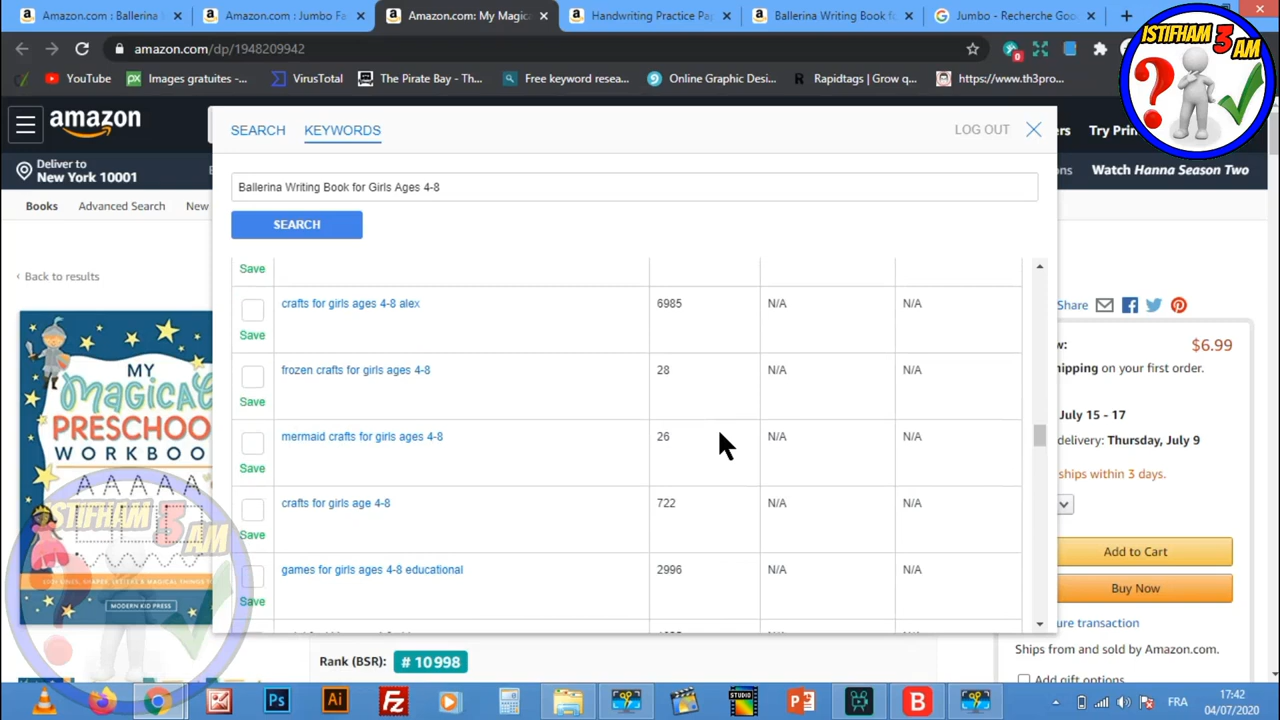 Amazon.com : Ballerina
Amazon.com : Jumbo Fa
Amazon.com: My Magic
Handwriting Practice Pa
Ballerina Writing Book fo
Jumbo - Recherche Goo
amazon.com/dp/1948209942
YouTube
Images gratuites -...
VirusTotal
The Pirate Bay - Th...
Free keyword resea...
Online Graphic Desi...
Rapidtags | Grow q...
https://www.th3pro...
ISTIFHAM 3 AM
amazon
Deliver to
New York 10001
Try Prim
Watch Hanna Season Two
Books
Advanced Search
New
SEARCH
KEYWORDS
LOG OUT
Ballerina Writing Book for Girls Ages 4-8
SEARCH
Back to results
Save
crafts for girls ages 4-8 alex
6985
N/A
N/A
Save
frozen crafts for girls ages 4-8
28
N/A
N/A
Save
mermaid crafts for girls ages 4-8
26
N/A
N/A
Save
crafts for girls age 4-8
722
N/A
N/A
Save
games for girls ages 4-8 educational
2996
N/A
N/A
Save
MY
Magical
PRESCHOO
WORKBOO
MODERN KID PRESS
ISTIFHAM 3 AM
Rank (BSR):
# 10 998
Share
w:
$6.99
hipping on your first order.
July 15 - 17
delivery: Thursday, July 9
ships within 3 days.
Add to Cart
Buy Now
ure transaction
Ships from and sold by Amazon.com.
Add gift options
FRA
17:42
04/07/2020